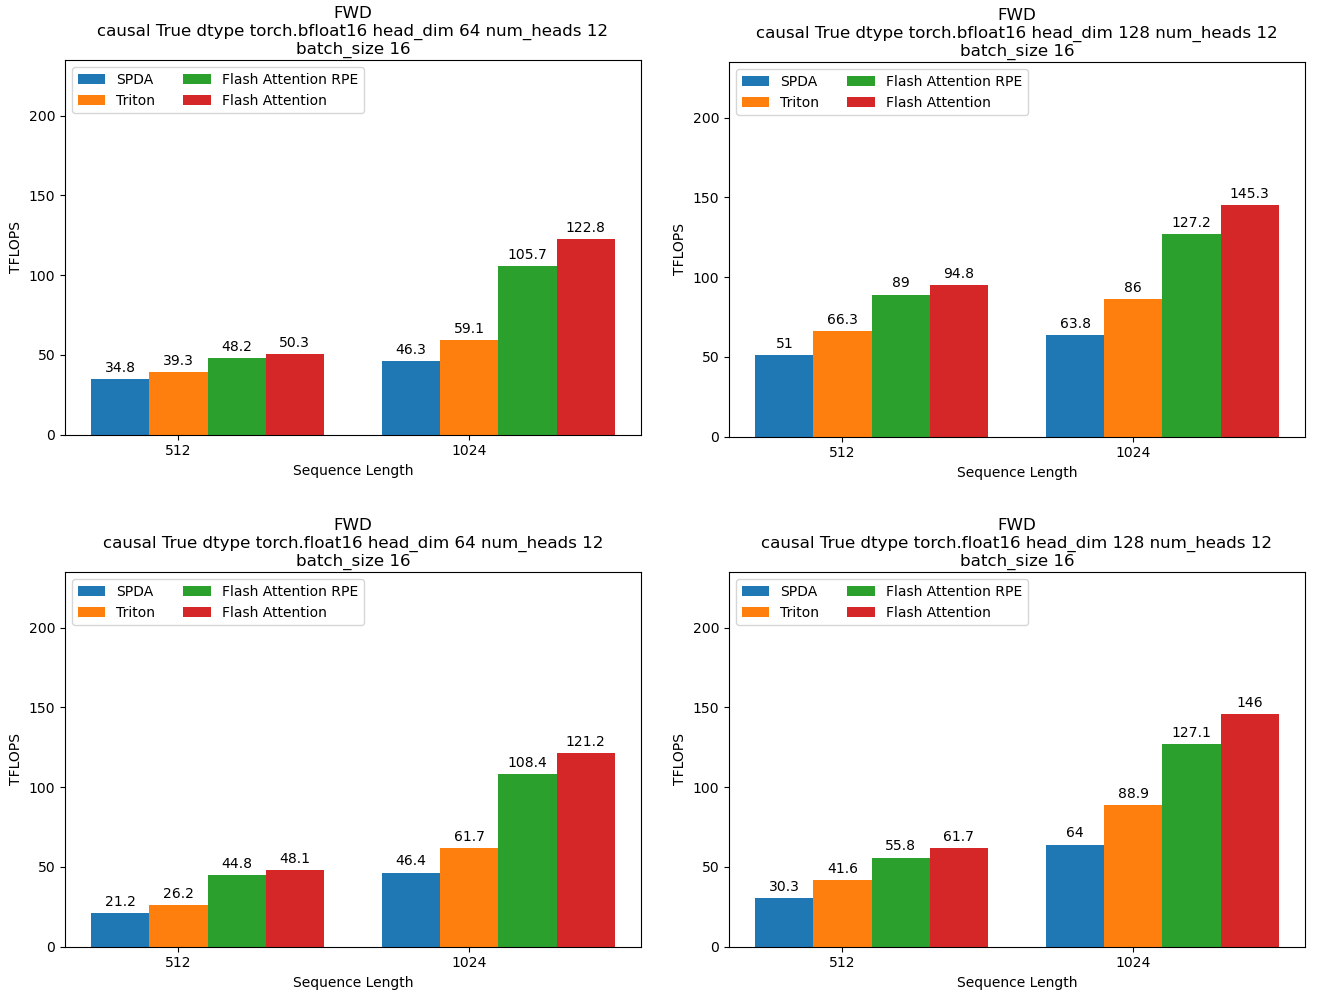 FWD
causal True dtype torch.bfloat16 head_dim 64 num_heads 12
batch_size 16
SPDA
Triton
Flash Attention RPE
Flash Attention
200
150
100
50
0
TFLOPS
34.8
39.3
48.2
50.3
46.3
59.1
105.7
122.8
512
1024
Sequence Length
FWD
causal True dtype torch.bfloat16 head_dim 128 num_heads 12
batch_size 16
SPDA
Triton
Flash Attention RPE
Flash Attention
200
150
100
50
0
TFLOPS
51
66.3
89
94.8
63.8
86
127.2
145.3
512
1024
Sequence Length
FWD
causal True dtype torch.float16 head_dim 64 num_heads 12
batch_size 16
SPDA
Triton
Flash Attention RPE
Flash Attention
200
150
100
50
0
TFLOPS
21.2
26.2
44.8
48.1
46.4
61.7
108.4
121.2
512
1024
Sequence Length
FWD
causal True dtype torch.float16 head_dim 128 num_heads 12
batch_size 16
SPDA
Triton
Flash Attention RPE
Flash Attention
200
150
100
50
0
TFLOPS
30.3
41.6
55.8
61.7
64
88.9
127.1
146
512
1024
Sequence Length